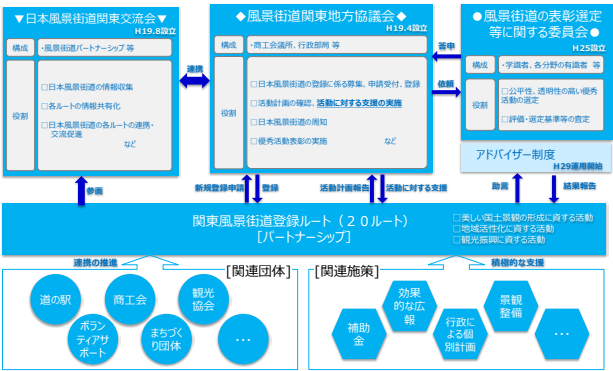 ▼日本風景街道関東交流会▼
H19.8設立
構成
・風景街道パートナーシップ 等
役割
□日本風景街道の情報収集
□各ルートの情報共有化
□日本風景街道の各ルートの連携・
交流促進
など
連携
◆風景街道関東地方協議会◆
H19.4設立
構成
・商工会議所、行政部局 等
役割
□日本風景街道の登録に係る募集、申請受付、登録
□活動計画の確認、活動に対する支援の実施
□日本風景街道の周知
□優秀活動表彰の実施
など
答申
依頼
●風景街道の表彰選定
等に関する委員会●
H25設立
構成
・学識者、各分野の有識者 等
役割
□公平性、透明性の高い優秀
活動の選定
□評価・選定基準等の査定
アドバイザー制度
H29運用開始
参画
新規登録申請
登録
活動計画報告
活動に対する支援
助言
結果報告
関東風景街道登録ルート（２０ルート）
［パートナーシップ］
□美しい国土景観の形成に資する活動
□地域活性化に資する活動
□観光振興に資する活動
連携の推進
［関連団体］
道の駅
商工会
観光
協会
ボラン
ティアサ
ポート
まちづく
り団体
・・・
［関連施策］
積極的な支援
補助
金
効果
的な広
報
行政に
よる個
別計画
景観
整備
・・・